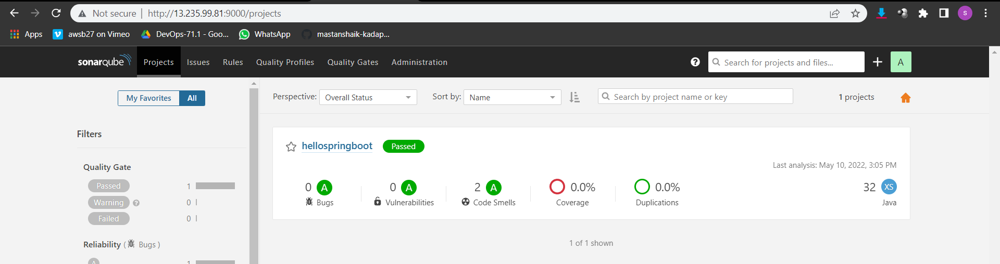 Not secure | http://13.235.99.81:9000/projects
S
Apps awsb27 on Vimeo DevOps-71.1 - Goo... WhatsApp mastanshaik-kadap...
sonarqube Projects Issues Rules Quality Profiles Quality Gates Administration ? Search for projects and files... + A
My Favorites All
Perspective: Overall Status Sort by: Name Search by project name or key 1 projects
Filters
Quality Gate
Passed 1
Warning ? 0
Failed 0
Reliability ( Bugs )
A 1
hellospringboot Passed
Last analysis: May 10, 2022, 3:05 PM
0 A 0 A 2 A 0.0% 0.0% 32 XS
Bugs Vulnerabilities Code Smells Coverage Duplications Java
1 of 1 shown